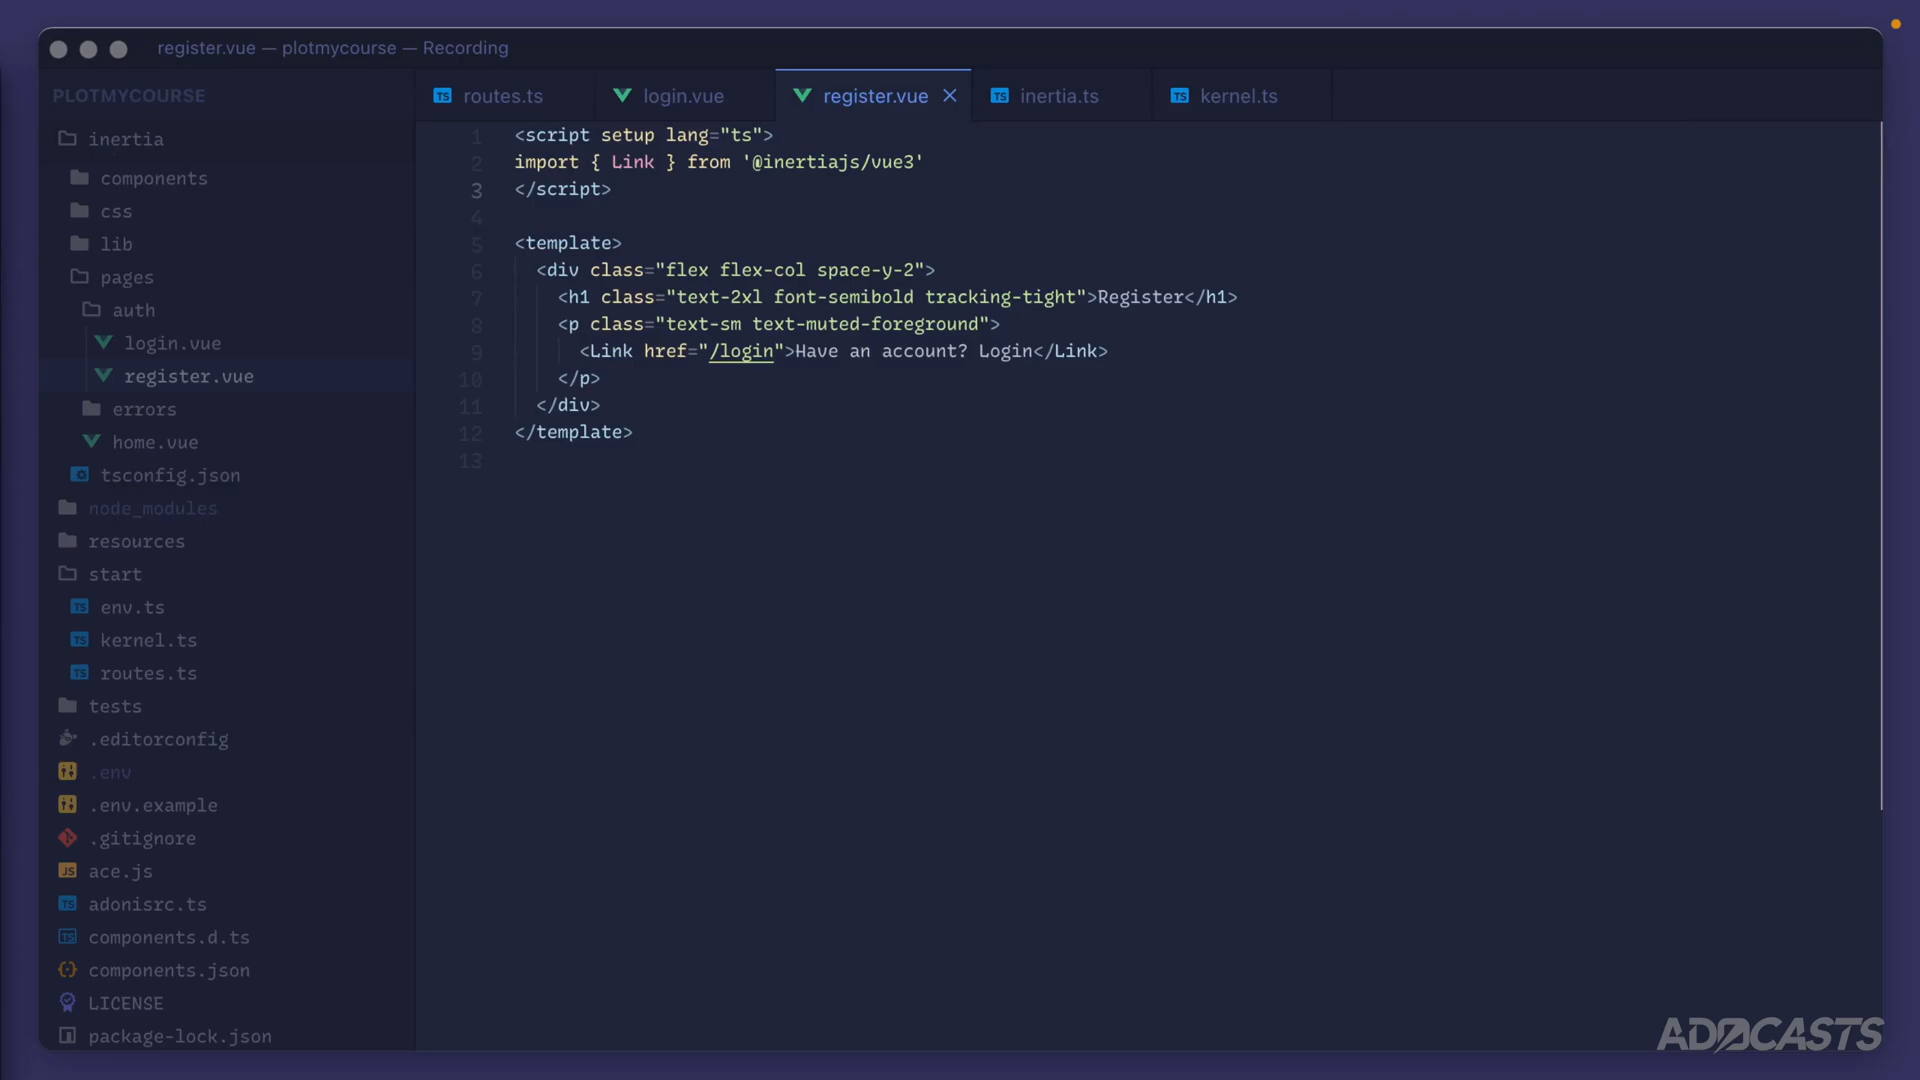 register.vue — plotmycourse — Recording
PLOTMYCOURSE
inertia
components
css
lib
pages
auth
login.vue
register.vue
errors
home.vue
tsconfig.json
node_modules
resources
start
env.ts
kernel.ts
routes.ts
tests
.editorconfig
.env
.env.example
.gitignore
ace.js
adonisrc.ts
components.d.ts
components.json
LICENSE
package-lock.json
TS routes.ts login.vue register.vue TS inertia.ts TS kernel.ts
1 <script setup lang="ts">
2 import { Link } from '@inertiajs/vue3'
3 </script>
4
5 <template>
6 <div class="flex flex-col space-y-2">
7 <h1 class="text-2xl font-semibold tracking-tight">Register</h1>
8 <p class="text-sm text-muted-foreground">
9 <Link href="/login">Have an account? Login</Link>
10 </p>
11 </div>
12 </template>
13
ADOCASTS